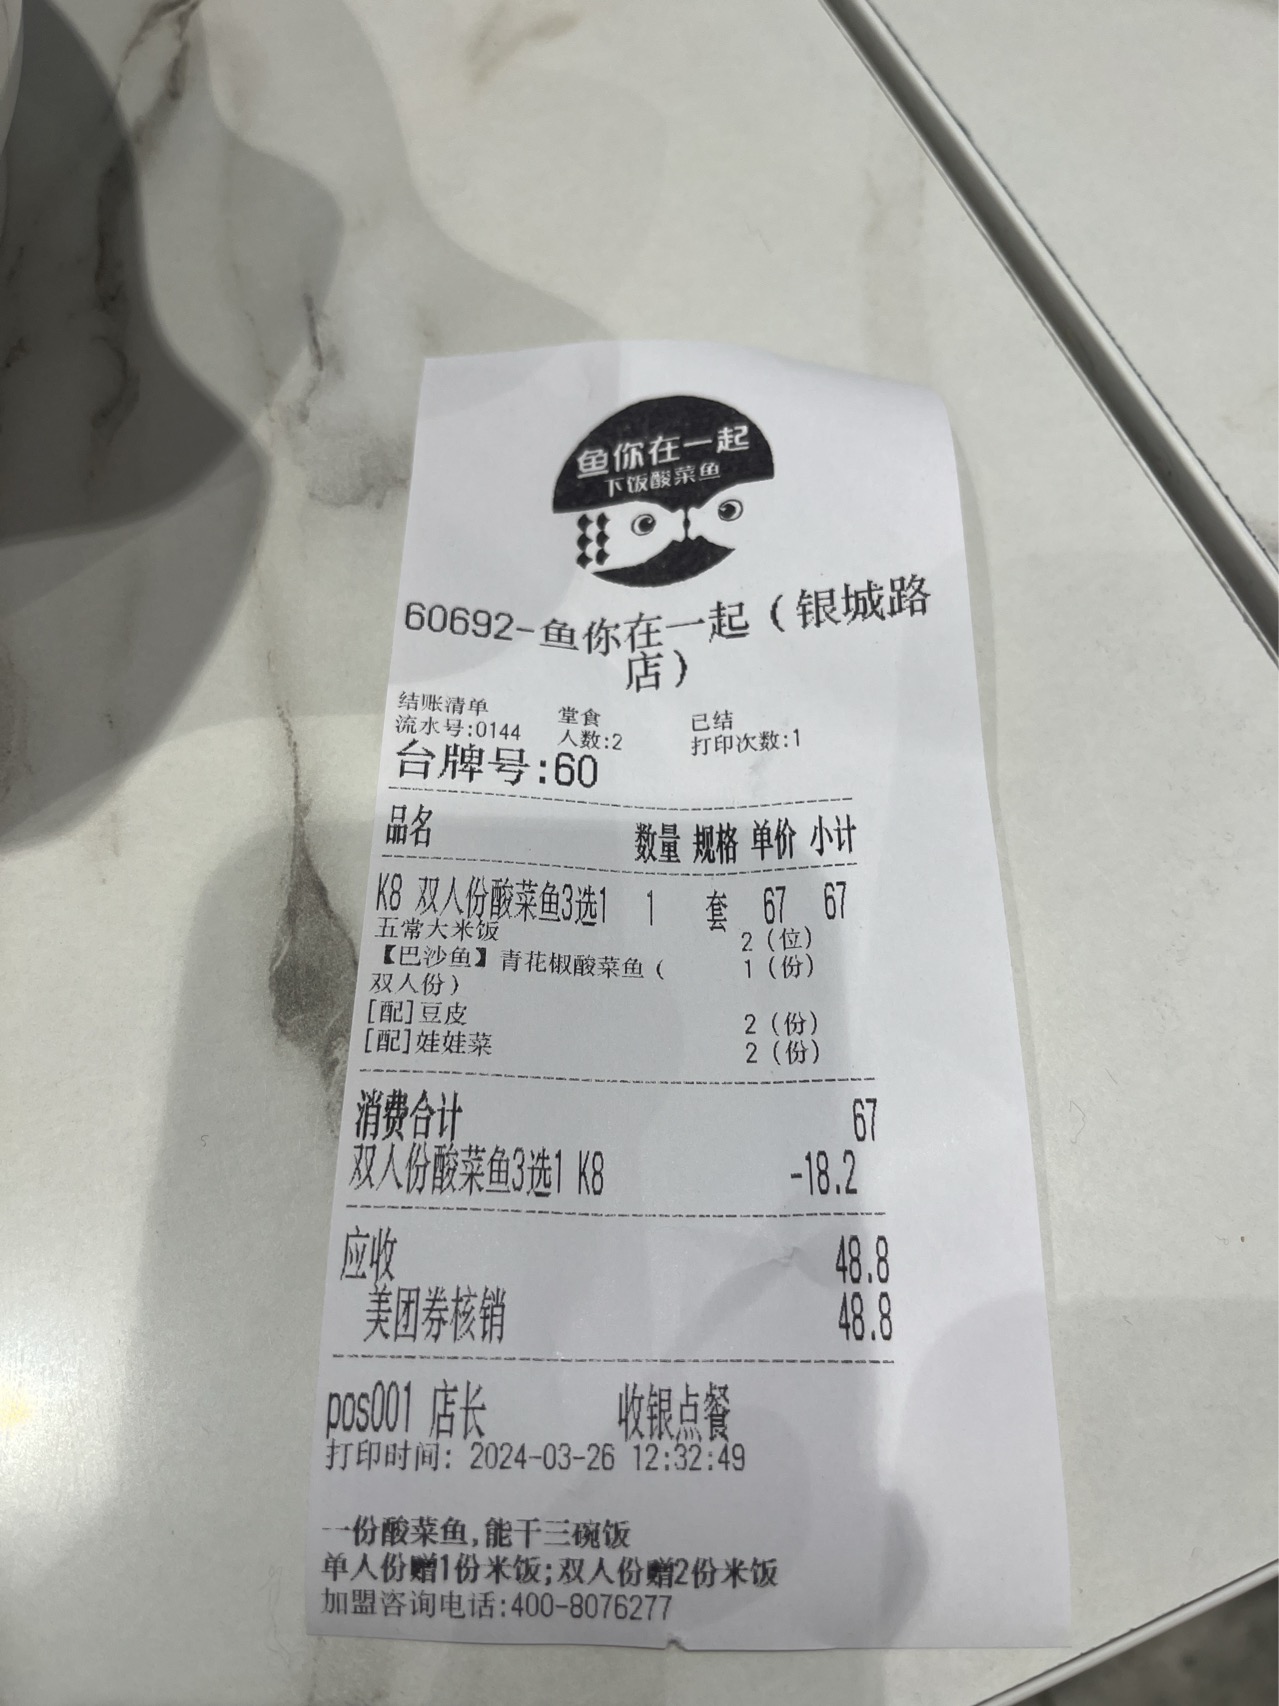 鱼你在一起
下饭酸菜鱼
60692-鱼你在一起（银城路
店）
结账清单 堂食 已结
流水号:0144 人数:2 打印次数:1
台牌号:60
品名 数量 规格 单价 小计
K8 双人份酸菜鱼3选1 1 套 67 67
五常大米饭 2（位）
【巴沙鱼】青花椒酸菜鱼（ 1（份）
双人份）
[配]豆皮 2（份）
[配]娃娃菜 2（份）
消费合计 67
双人份酸菜鱼3选1 K8 -18.2
应收 48.8
美团券核销 48.8
pos001 店长 收银点餐
打印时间: 2024-03-26 12:32:49
一份酸菜鱼,能干三碗饭
单人份赠1份米饭;双人份赠2份米饭
加盟咨询电话:400-8076277